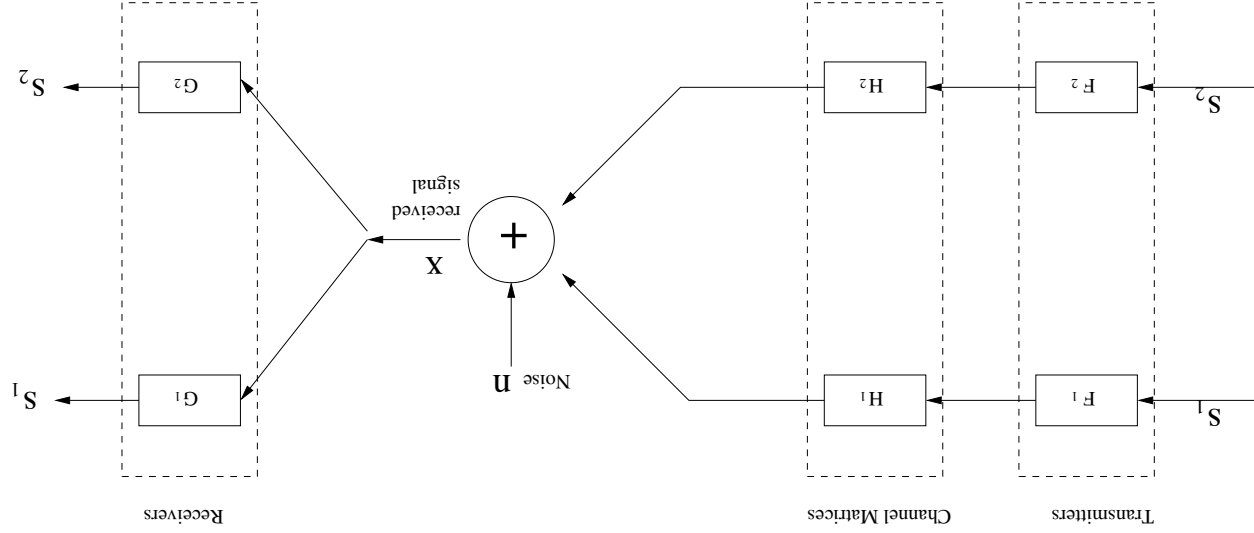 Transmitters
Channel Matrices
Receivers
S1
F1
H1
Noise n
G1
S1
x
+
received
signal
S2
F2
H2
G2
S2